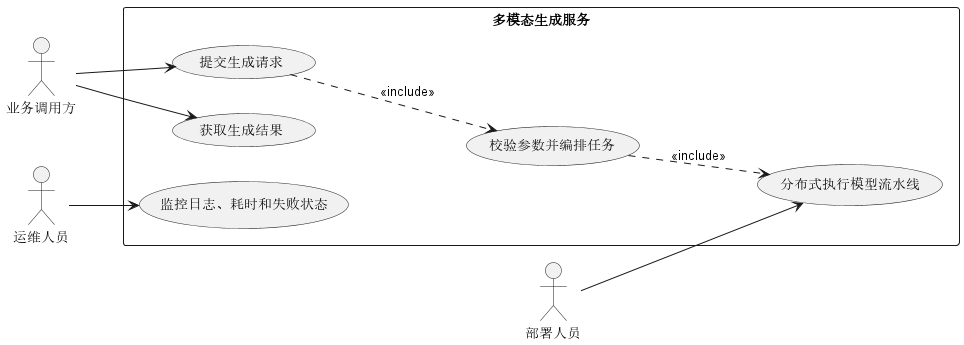 多模态生成服务
提交生成请求
«include»
业务调用方
获取生成结果
校验参数并编排任务
«include»
分布式执行模型流水线
监控日志、耗时和失败状态
运维人员
部署人员